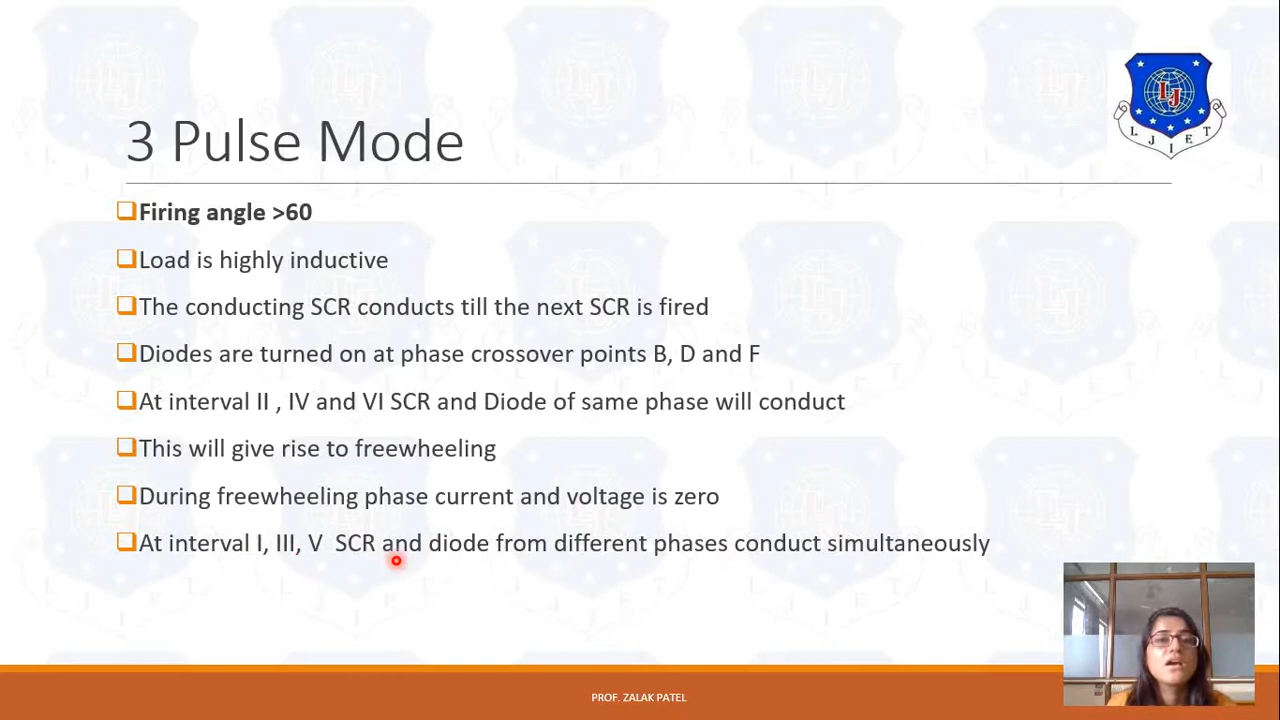 3 Pulse Mode
Firing angle >60
Load is highly inductive
The conducting SCR conducts till the next SCR is fired
Diodes are turned on at phase crossover points B, D and F
At interval II , IV and VI SCR and Diode of same phase will conduct
This will give rise to freewheeling
During freewheeling phase current and voltage is zero
At interval I, III, V  SCR and diode from different phases conduct simultaneously
LJ
L J I E T
PROF. ZALAK PATEL